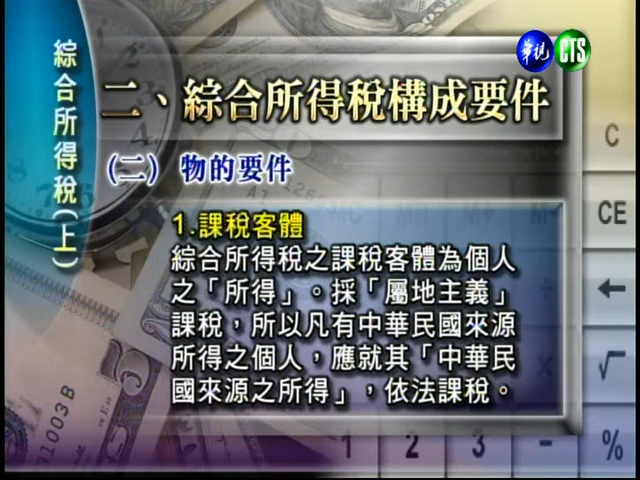 華視 CTS
綜合所得稅(上)
二、綜合所得稅構成要件
(二) 物的要件
1.課稅客體
綜合所得稅之課稅客體為個人
之「所得」。採「屬地主義」
課稅，所以凡有中華民國來源
所得之個人，應就其「中華民
國來源之所得」，依法課稅。
C
CE
←
√
%
1 2 3 -
31003B
5